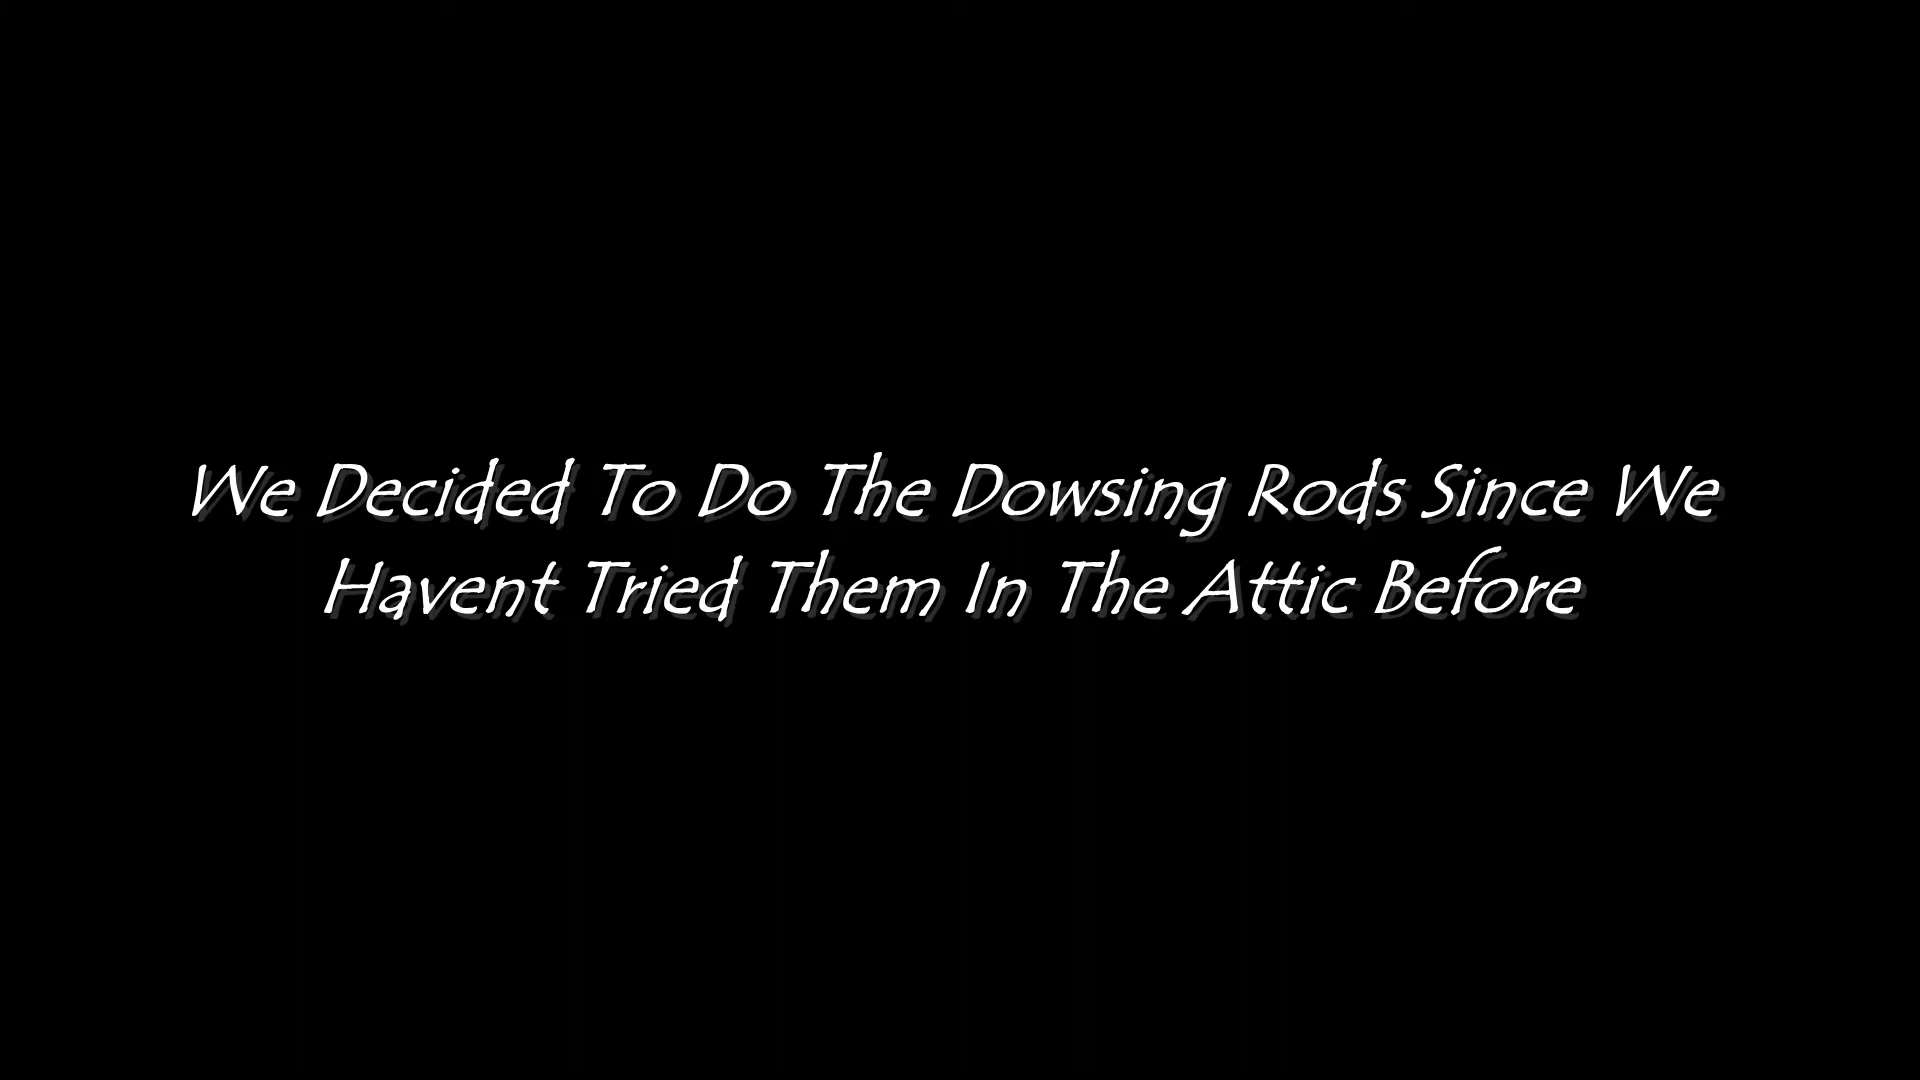 We Decided To Do The Dowsing Rods Since We
Havent Tried Them In The Attic Before